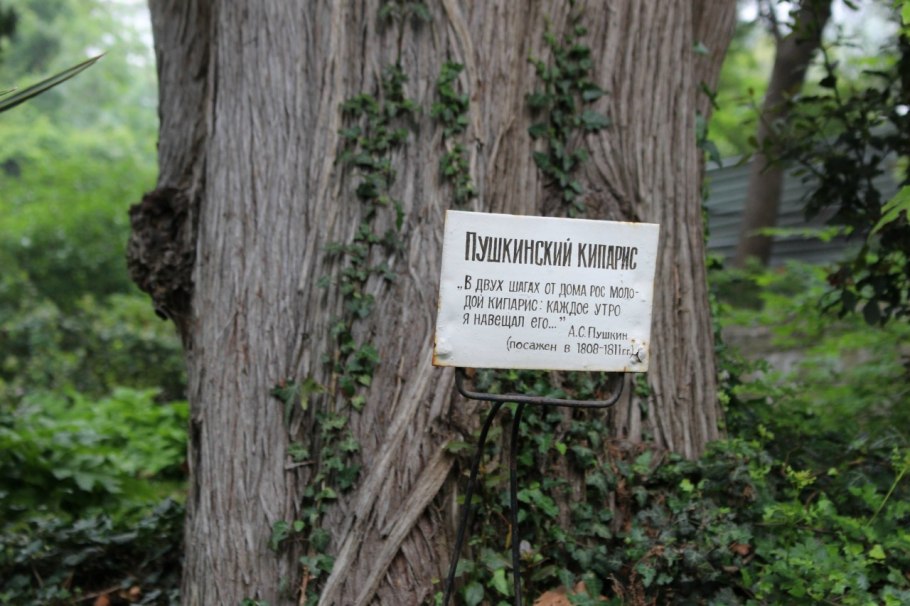 ПУШКИНСКИЙ КИПАРИС
„В ДВУХ ШАГАХ ОТ ДОМА РОС МОЛО-
ДОЙ КИПАРИС: КАЖДОЕ УТРО
Я НАВЕЩАЛ ЕГО..."
А.С.Пушкин
(посажен в 1808-1811гг.)